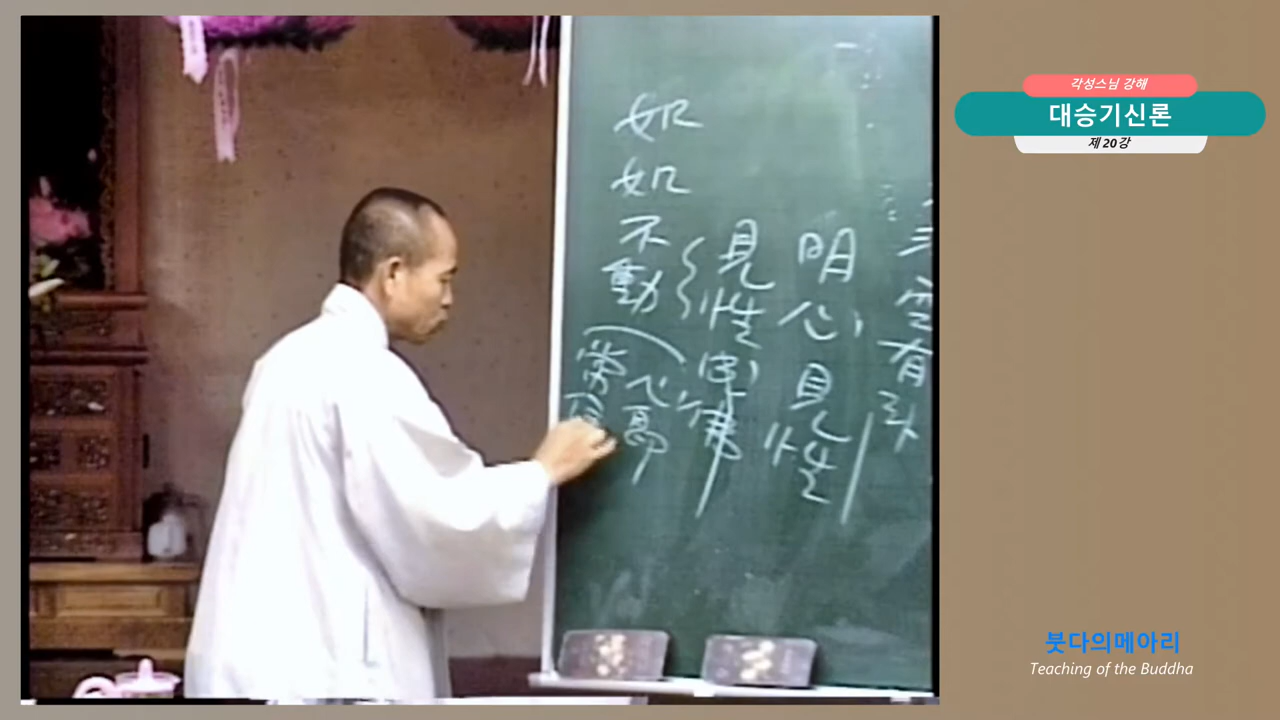 空有
明心見性
見性成佛
如如不動
心
각성스님 강해
대승기신론
제 20강
붓다의메아리
Teaching of the Buddha